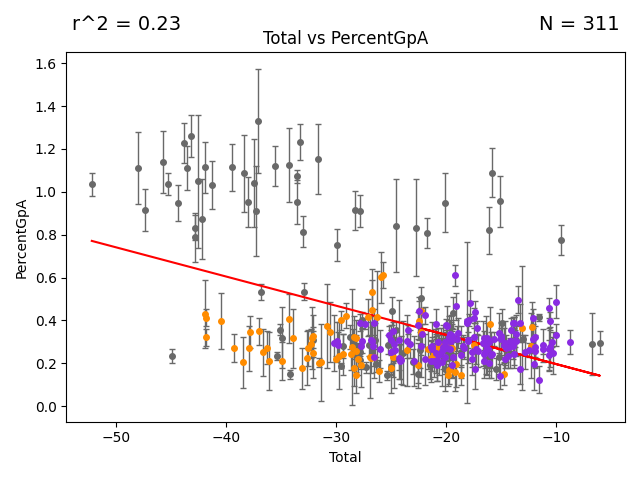 r^2 = 0.23
N = 311
Total vs PercentGpA
1.6
1.4
1.2
1.0
0.8
0.6
0.4
0.2
0.0
PercentGpA
−50
−40
−30
−20
−10
Total